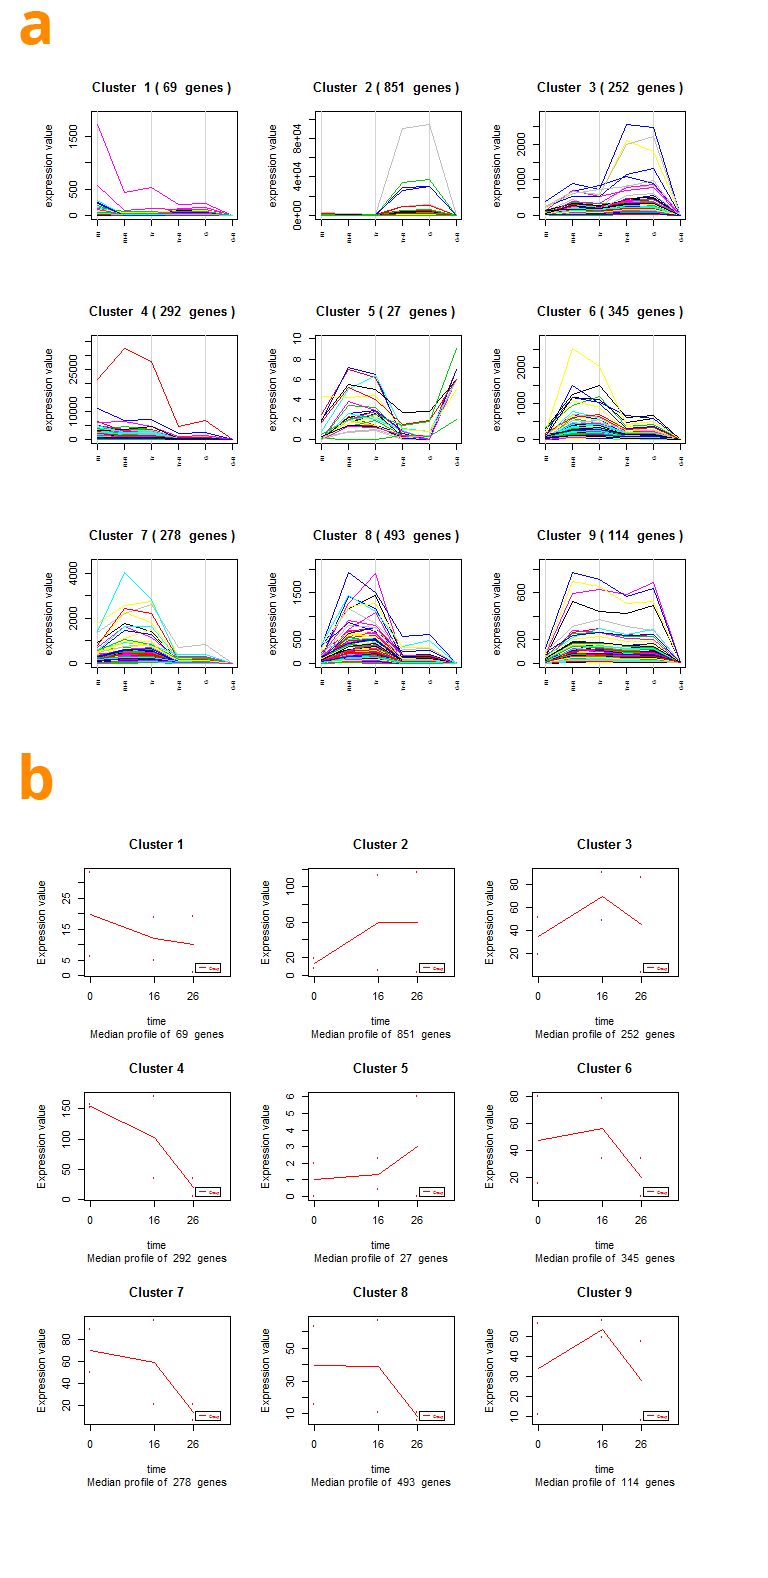 a
Cluster 1 ( 69 genes )
Cluster 2 ( 851 genes )
Cluster 3 ( 252 genes )
expression value
0 500 1500
expression value
0e+00 4e+04 8e+04
expression value
0 1000 2000
Cluster 4 ( 292 genes )
Cluster 5 ( 27 genes )
Cluster 6 ( 345 genes )
expression value
0 10000 25000
expression value
0 2 4 6 8 10
expression value
0 1000 2000
Cluster 7 ( 278 genes )
Cluster 8 ( 493 genes )
Cluster 9 ( 114 genes )
expression value
0 2000 4000
expression value
0 500 1500
expression value
0 200 600
b
Cluster 1
Cluster 2
Cluster 3
Expression value
0 5 15 25
0 16 26
time
Median profile of 69 genes
Expression value
0 20 60 100
0 16 26
time
Median profile of 851 genes
Expression value
20 40 60 80
0 16 26
time
Median profile of 252 genes
Cluster 4
Cluster 5
Cluster 6
Expression value
0 50 100 150
0 16 26
time
Median profile of 292 genes
Expression value
0 1 2 3 4 5 6
0 16 26
time
Median profile of 27 genes
Expression value
20 40 60 80
0 16 26
time
Median profile of 345 genes
Cluster 7
Cluster 8
Cluster 9
Expression value
20 40 60 80
0 16 26
time
Median profile of 278 genes
Expression value
10 30 50
0 16 26
time
Median profile of 493 genes
Expression value
10 20 30 40 50
0 16 26
time
Median profile of 114 genes